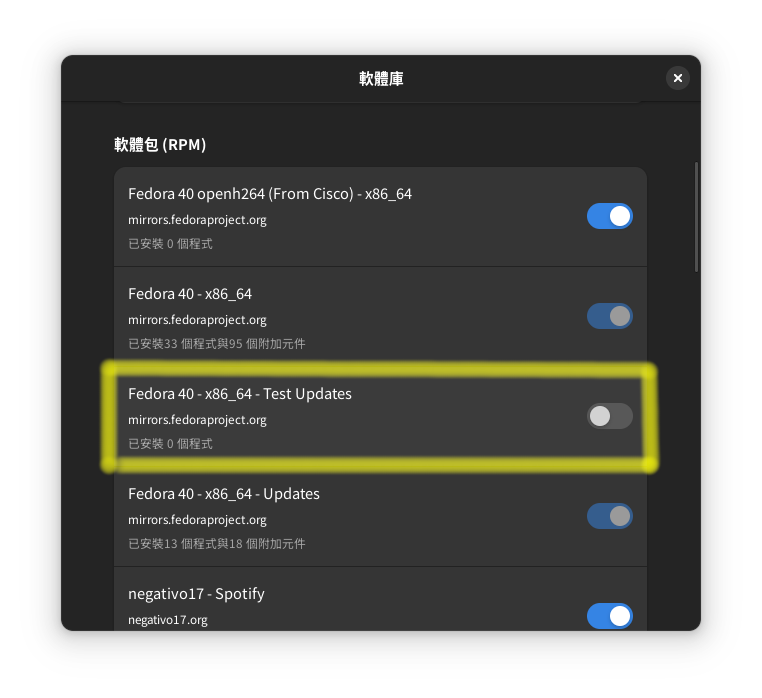 軟體庫
軟體包 (RPM)
Fedora 40 openh264 (From Cisco) - x86_64
mirrors.fedoraproject.org
已安裝 0 個程式
Fedora 40 - x86_64
mirrors.fedoraproject.org
已安裝33 個程式與95 個附加元件
Fedora 40 - x86_64 - Test Updates
mirrors.fedoraproject.org
已安裝 0 個程式
Fedora 40 - x86_64 - Updates
mirrors.fedoraproject.org
已安裝13 個程式與18 個附加元件
negativo17 - Spotify
negativo17.org